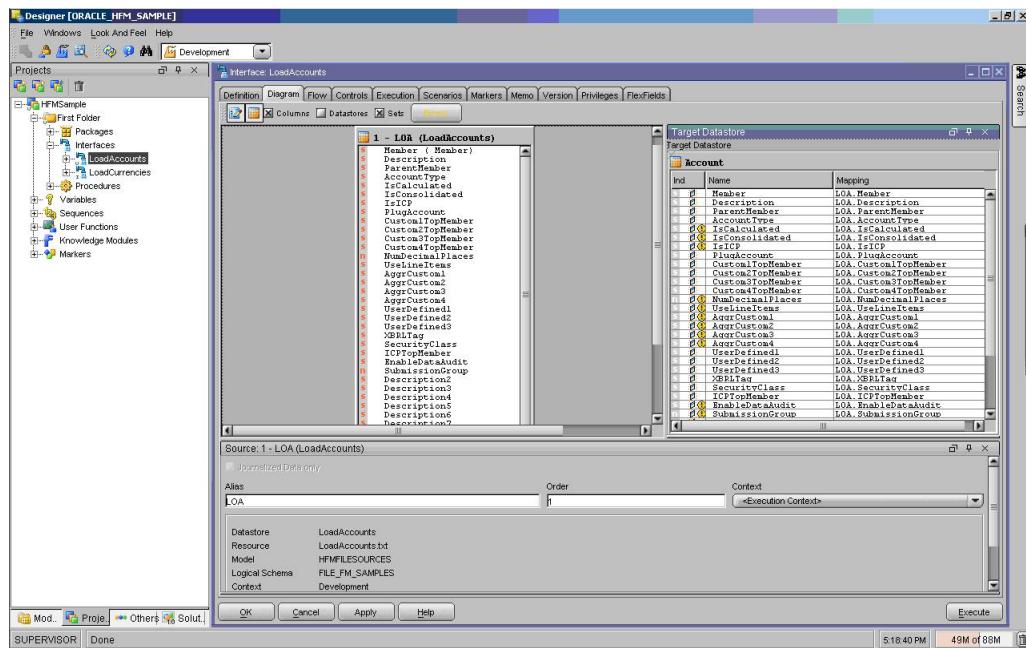 Designer [ORACLE_HFM_SAMPLE]
File Windows Look And Feel Help
Development
Projects
HFMSample
First Folder
Packages
Interfaces
LoadAccounts
LoadCurrencies
Procedures
Variables
Sequences
User Functions
Knowledge Modules
Markers
Mod.. Proje.. Others Solut..
Interface: LoadAccounts
Definition Diagram Flow Controls Execution Scenarios Markers Memo Version Privileges FlexFields
Columns Datastores Sets
1 - LOA (LoadAccounts)
Member ( Member)
Description
ParentMember
AccountType
IsCalculated
IsConsolidated
IsICP
PlugAccount
Custom1TopMember
Custom2TopMember
Custom3TopMember
Custom4TopMember
NumDecimalPlaces
UseLineItems
AggrCustom1
AggrCustom2
AggrCustom3
AggrCustom4
UserDefined1
UserDefined2
UserDefined3
XBRLTag
SecurityClass
ICPTopMember
EnableDataAudit
SubmissionGroup
Description2
Description3
Description4
Description5
Description6
Description7
Target Datastore
Target Datastore
Account
Ind Name Mapping
Member LOA.Member
Description LOA.Description
ParentMember LOA.ParentMember
AccountType LOA.AccountType
IsCalculated LOA.IsCalculated
IsConsolidated LOA.IsConsolidated
IsICP LOA.IsICP
PlugAccount LOA.PlugAccount
Custom1TopMember LOA.Custom1TopMember
Custom2TopMember LOA.Custom2TopMember
Custom3TopMember LOA.Custom3TopMember
Custom4TopMember LOA.Custom4TopMember
NumDecimalPlaces LOA.NumDecimalPlaces
UseLineItems LOA.UseLineItems
AggrCustom1 LOA.AggrCustom1
AggrCustom2 LOA.AggrCustom2
AggrCustom3 LOA.AggrCustom3
AggrCustom4 LOA.AggrCustom4
UserDefined1 LOA.UserDefined1
UserDefined2 LOA.UserDefined2
UserDefined3 LOA.UserDefined3
XBRLTag LOA.XBRLTag
SecurityClass LOA.SecurityClass
ICPTopMember LOA.ICPTopMember
EnableDataAudit LOA.EnableDataAudit
SubmissionGroup LOA.SubmissionGroup
Search
Source: 1 - LOA (LoadAccounts)
Journalized Data only
Alias Order Context
LOA 1 <Execution Context>
Datastore LoadAccounts
Resource LoadAccounts.txt
Model HFMFILESOURCES
Logical Schema FILE_FM_SAMPLES
Context Development
OK Cancel Apply Help Execute
SUPERVISOR Done 5:18:40 PM 49M of 88M